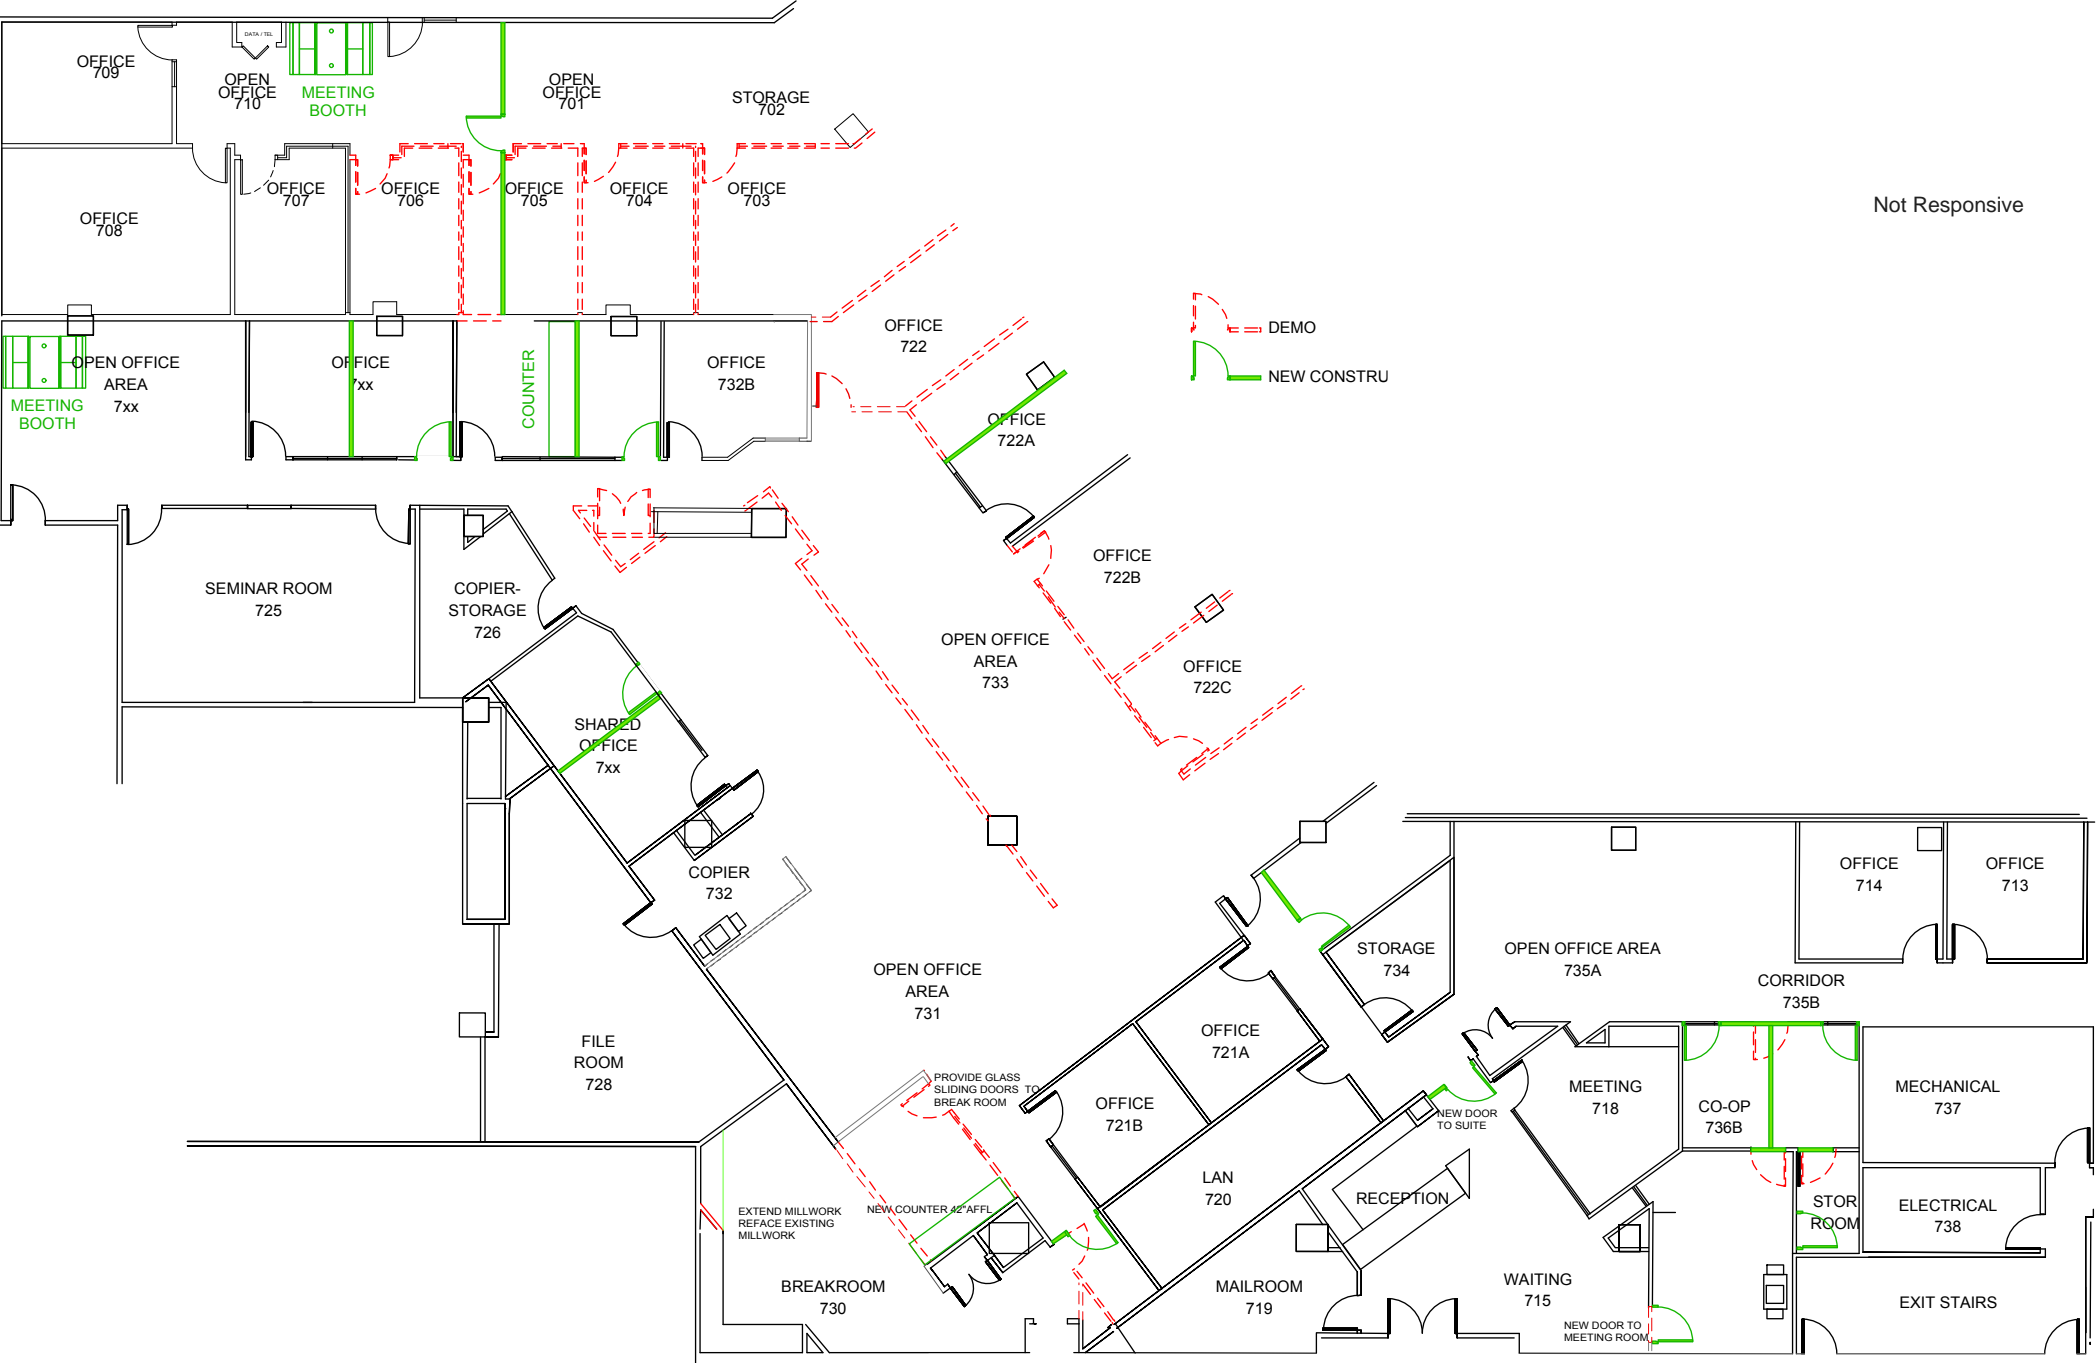 DATA / TEL
OFFICE
709
OPEN
OFFICE
710
MEETING
BOOTH
OPEN
OFFICE
701
STORAGE
702
OFFICE
708
OFFICE
707
OFFICE
706
OFFICE
705
OFFICE
704
OFFICE
703
Not Responsive
DEMO
NEW CONSTRU
OPEN OFFICE
AREA
7xx
MEETING
BOOTH
OFFICE
7xx
COUNTER
OFFICE
732B
OFFICE
722
OFFICE
722A
OFFICE
722B
OFFICE
722C
SEMINAR ROOM
725
COPIER-
STORAGE
726
OPEN OFFICE
AREA
733
SHARED
OFFICE
7xx
COPIER
732
OPEN OFFICE
AREA
731
FILE
ROOM
728
STORAGE
734
OPEN OFFICE AREA
735A
OFFICE
714
OFFICE
713
CORRIDOR
735B
OFFICE
721A
OFFICE
721B
PROVIDE GLASS
SLIDING DOORS TO
BREAK ROOM
NEW DOOR
TO SUITE
MEETING
718
CO-OP
736B
MECHANICAL
737
LAN
720
RECEPTION
STOR
ROOM
ELECTRICAL
738
EXTEND MILLWORK
REFACE EXISTING
MILLWORK
NEW COUNTER 42"AFFL
BREAKROOM
730
MAILROOM
719
WAITING
715
NEW DOOR TO
MEETING ROOM
EXIT STAIRS